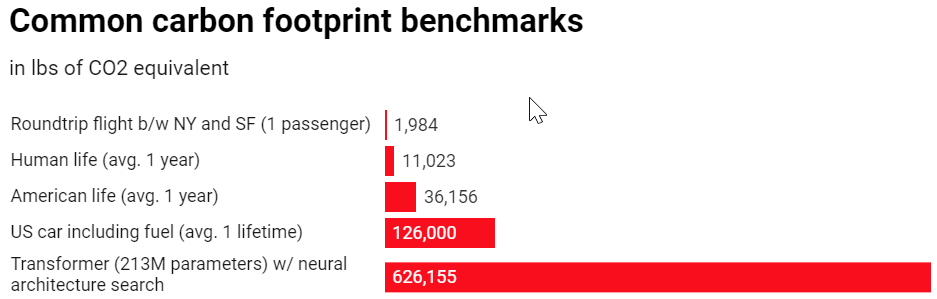 Common carbon footprint benchmarks
in lbs of CO2 equivalent
Roundtrip flight b/w NY and SF (1 passenger) 1,984
Human life (avg. 1 year) 11,023
American life (avg. 1 year) 36,156
US car including fuel (avg. 1 lifetime) 126,000
Transformer (213M parameters) w/ neural
architecture search 626,155